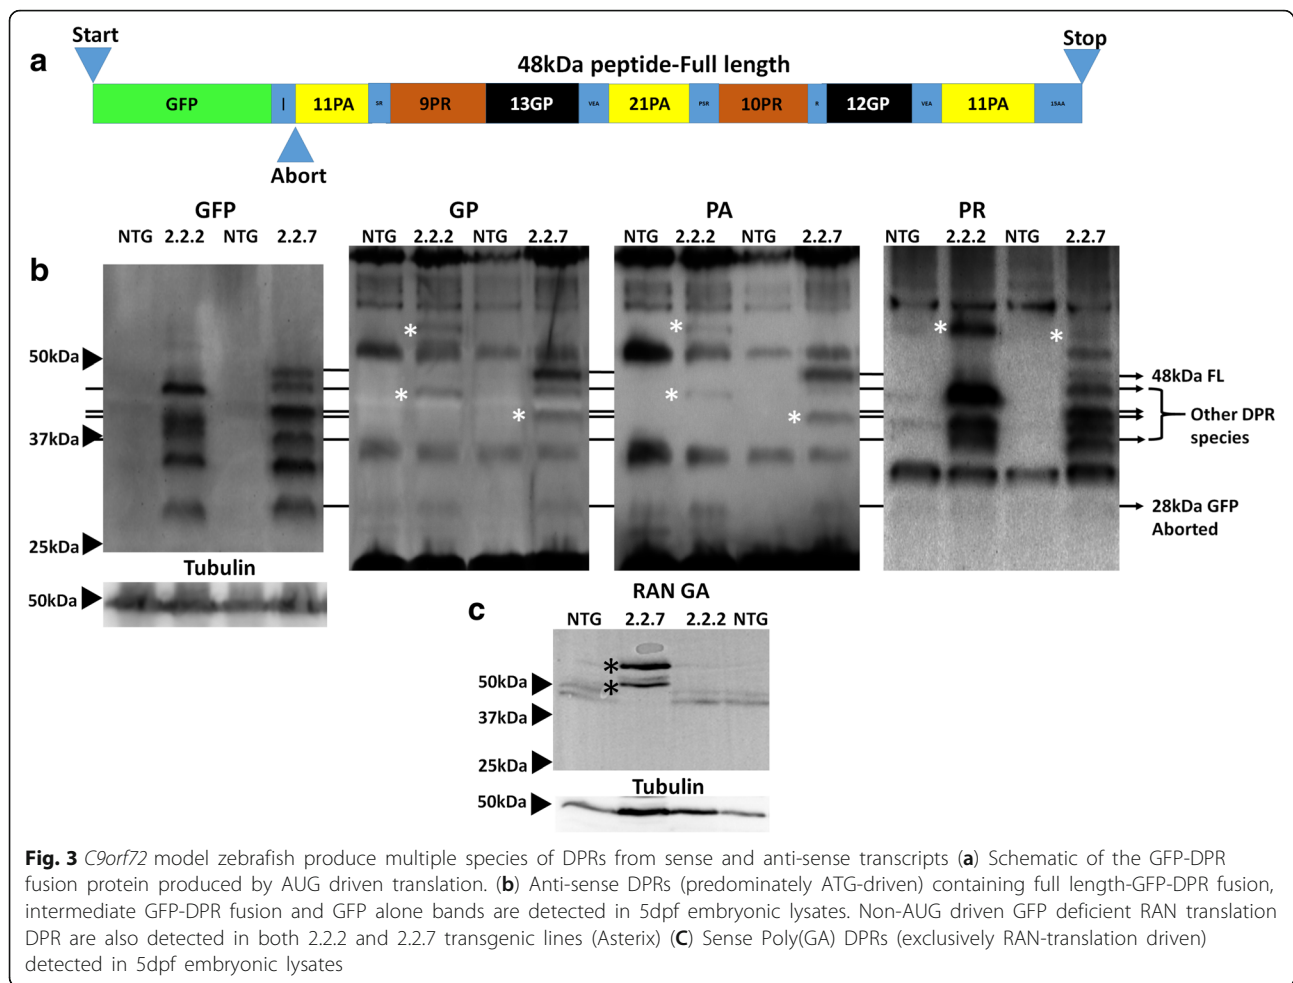 Start
Stop
a
48kDa peptide-Full length
GFP
11PA
SR
9PR
13GP
VEA
21PA
PSR
10PR
R
12GP
VEA
11PA
15AA
Abort
b
GFP
GP
PA
PR
NTG 2.2.2 NTG 2.2.7
NTG 2.2.2 NTG 2.2.7
NTG 2.2.2 NTG 2.2.7
NTG 2.2.2 NTG 2.2.7
50kDa
37kDa
25kDa
* * *
* * *
* *
48kDa FL
Other DPR
species
28kDa GFP
Aborted
Tubulin
50kDa
c
RAN GA
NTG 2.2.7 2.2.2 NTG
*
*
50kDa
37kDa
25kDa
Tubulin
50kDa
Fig. 3 C9orf72 model zebrafish produce multiple species of DPRs from sense and anti-sense transcripts (a) Schematic of the GFP-DPR
fusion protein produced by AUG driven translation. (b) Anti-sense DPRs (predominately ATG-driven) containing full length-GFP-DPR fusion,
intermediate GFP-DPR fusion and GFP alone bands are detected in 5dpf embryonic lysates. Non-AUG driven GFP deficient RAN translation
DPR are also detected in both 2.2.2 and 2.2.7 transgenic lines (Asterix) (C) Sense Poly(GA) DPRs (exclusively RAN-translation driven)
detected in 5dpf embryonic lysates